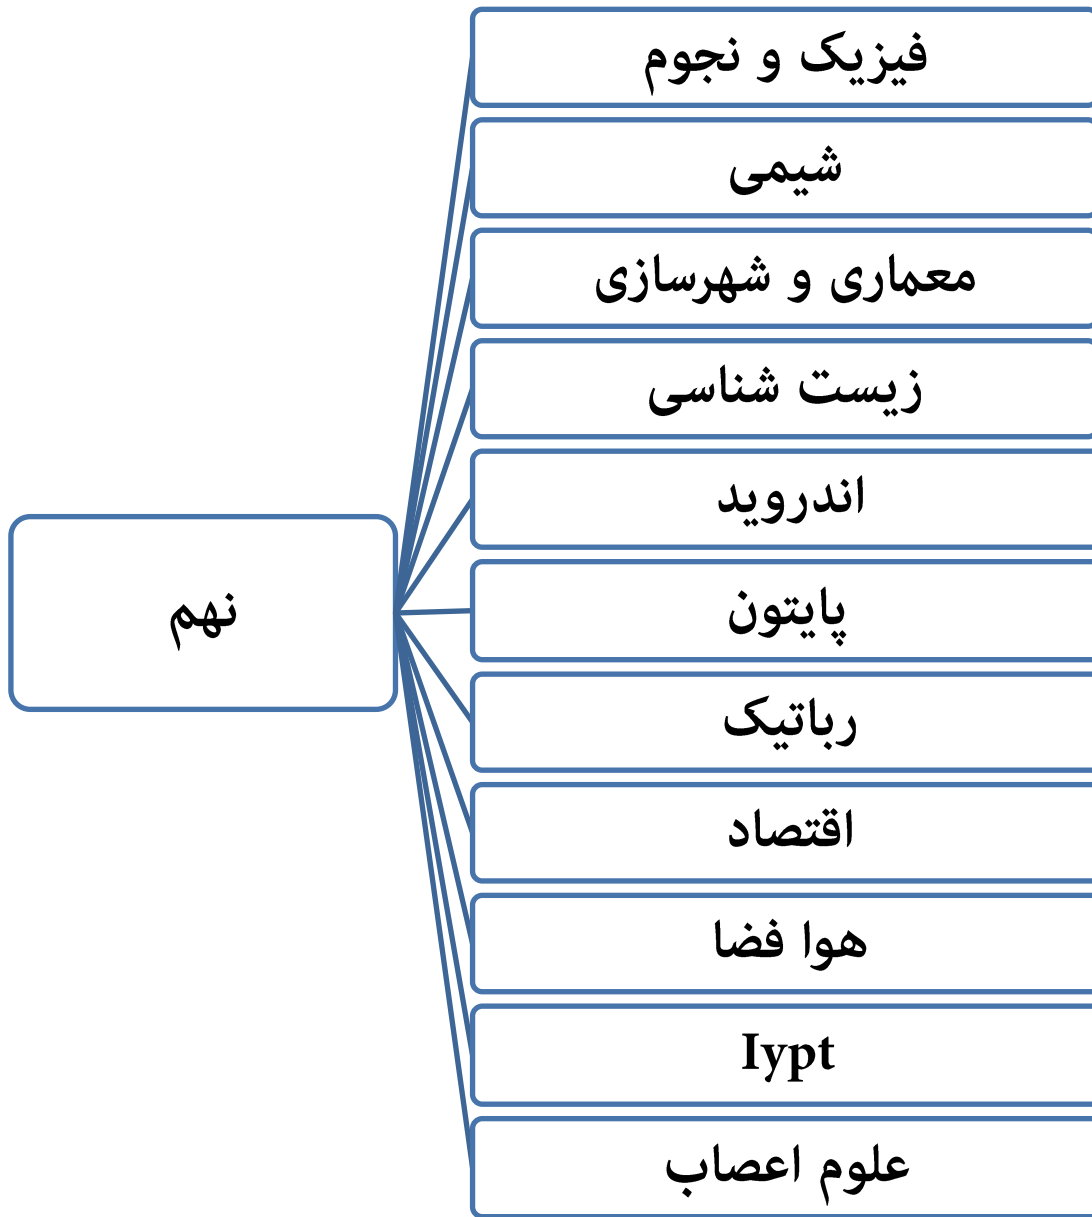 فیزیک و نجوم
شیمی
معماری و شهرسازی
زیست شناسی
اندروید
نهم
پایتون
رباتیک
اقتصاد
هوا فضا
Iypt
علوم اعصاب